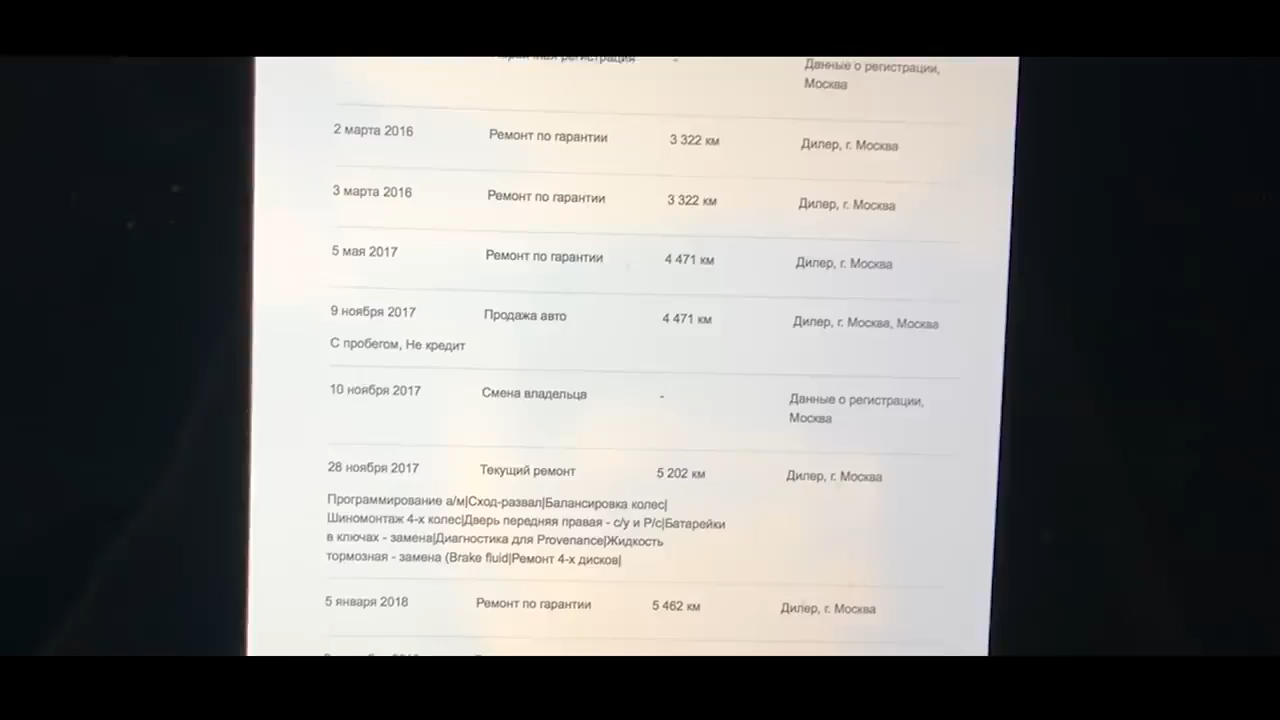 регистрация -
Данные о регистрации,
Москва
2 марта 2016 Ремонт по гарантии 3 322 км Дилер, г. Москва
3 марта 2016 Ремонт по гарантии 3 322 км Дилер, г. Москва
5 мая 2017 Ремонт по гарантии 4 471 км Дилер, г. Москва
9 ноября 2017 Продажа авто 4 471 км Дилер, г. Москва, Москва
С пробегом, Не кредит
10 ноября 2017 Смена владельца - Данные о регистрации,
Москва
28 ноября 2017 Текущий ремонт 5 202 км Дилер, г. Москва
Программирование а/м|Сход-развал|Балансировка колес|
Шиномонтаж 4-х колес|Дверь передняя правая - с/у и Р/с|Батарейки
в ключах - замена|Диагностика для Provenance|Жидкость
тормозная - замена (Brake fluid|Ремонт 4-х дисков|
5 января 2018 Ремонт по гарантии 5 462 км Дилер, г. Москва